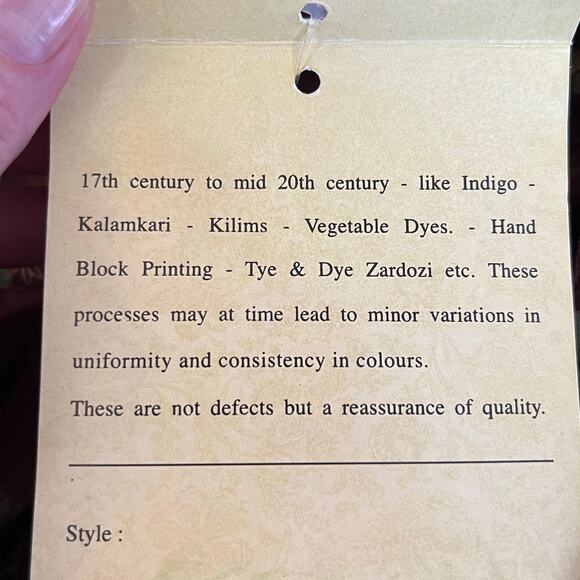 17th century to mid 20th century - like Indigo -
Kalamkari - Kilims - Vegetable Dyes. - Hand
Block Printing - Tye & Dye Zardozi etc. These
processes may at time lead to minor variations in
uniformity and consistency in colours.
These are not defects but a reassurance of quality.
Style :